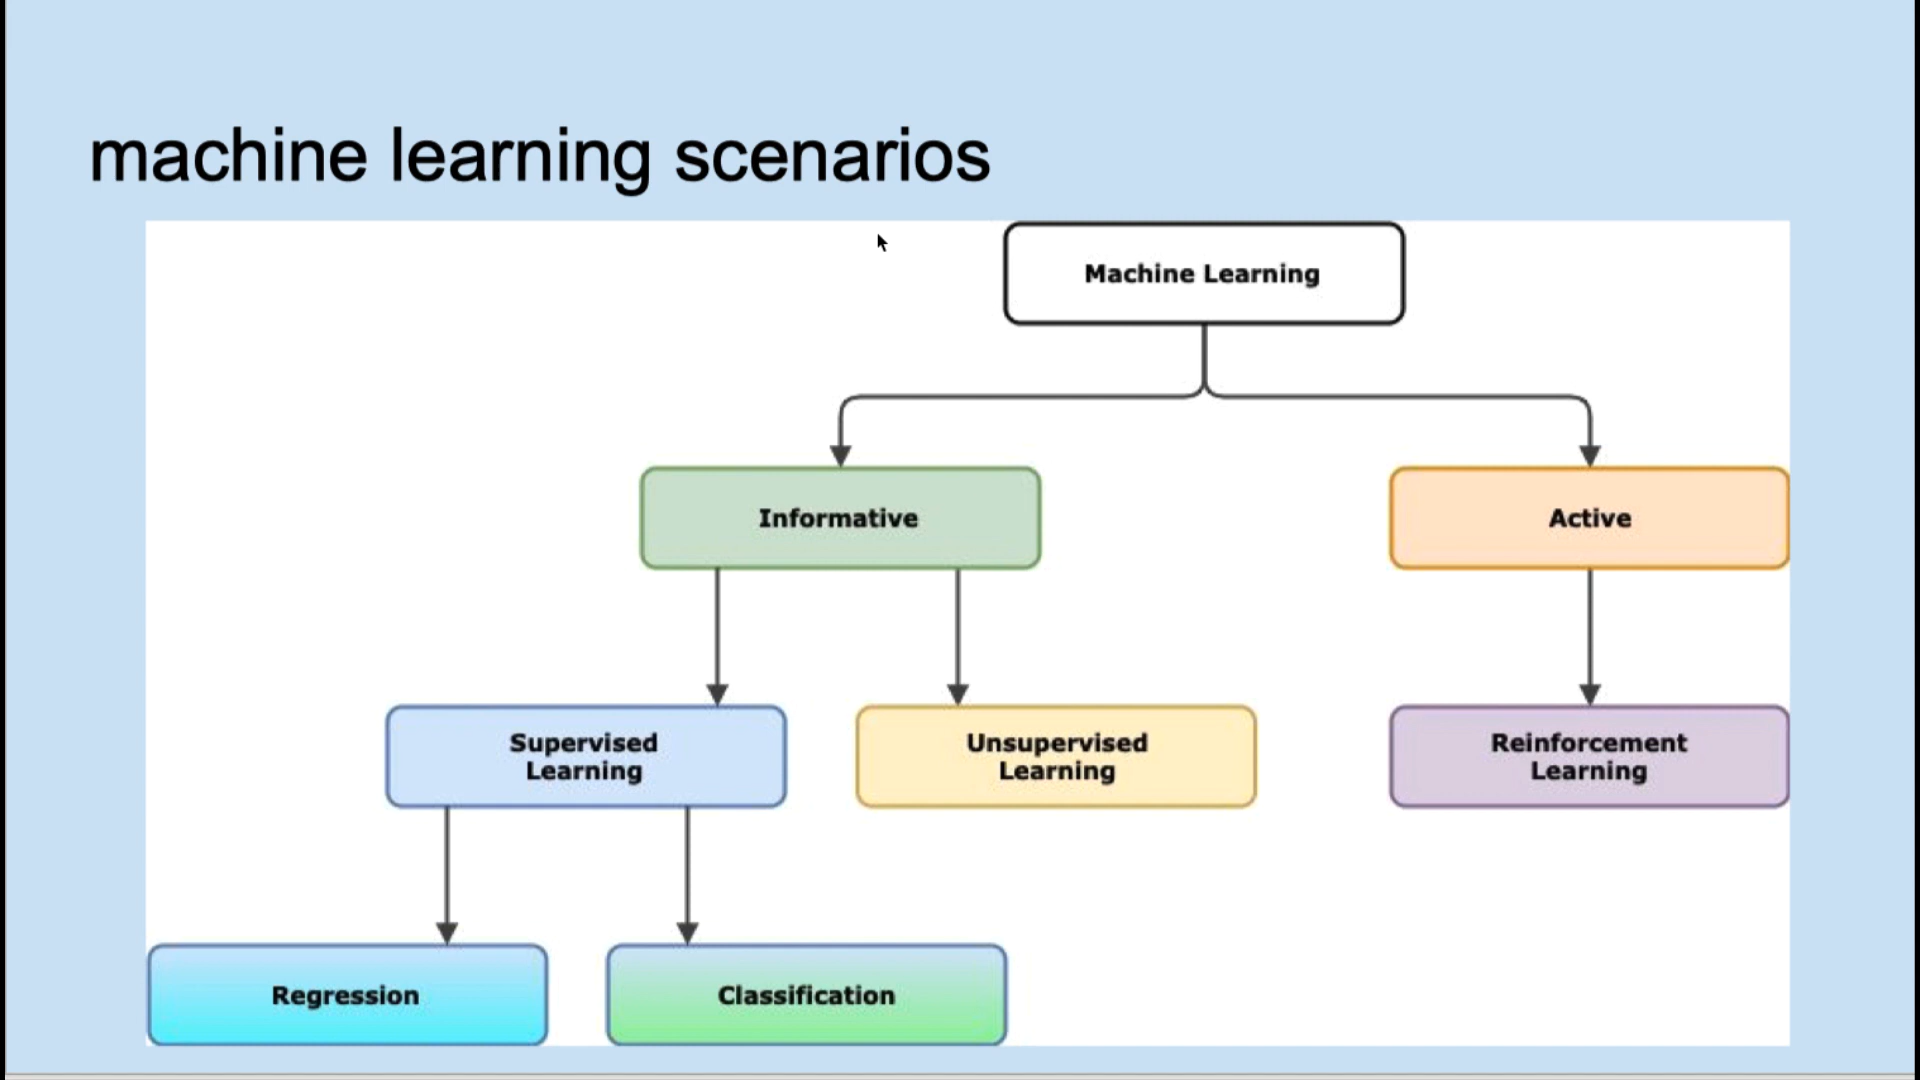 machine learning scenarios
Machine Learning
Informative
Active
Supervised
Learning
Unsupervised
Learning
Reinforcement
Learning
Regression
Classification